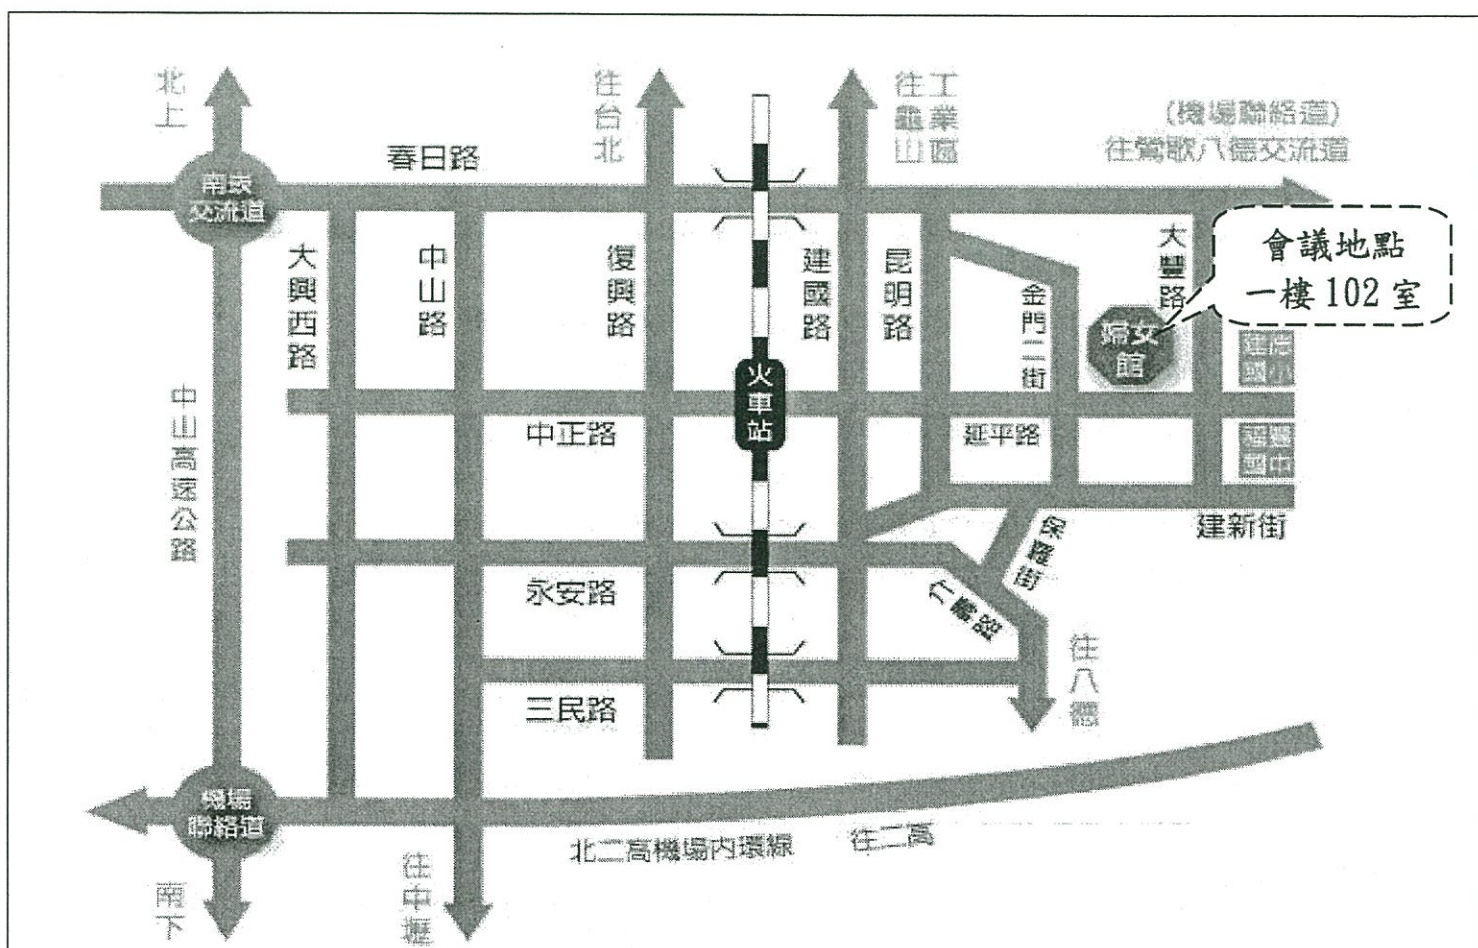 北上
往台北
往龜山
工業區
(機場聯絡道)
往鶯歌八德交流道
春日路
南崁
交流道
大興西路
中山路
復興路
建國路
昆明路
金門二街
大豐路
會議地點
一樓 102 室
婦女
館
火車站
中山高速公路
中正路
延平路
建新街
保羅街
永安路
介壽路
往八德
三民路
機場
聯絡道
北二高機場內環線
往二高
南下
往中壢